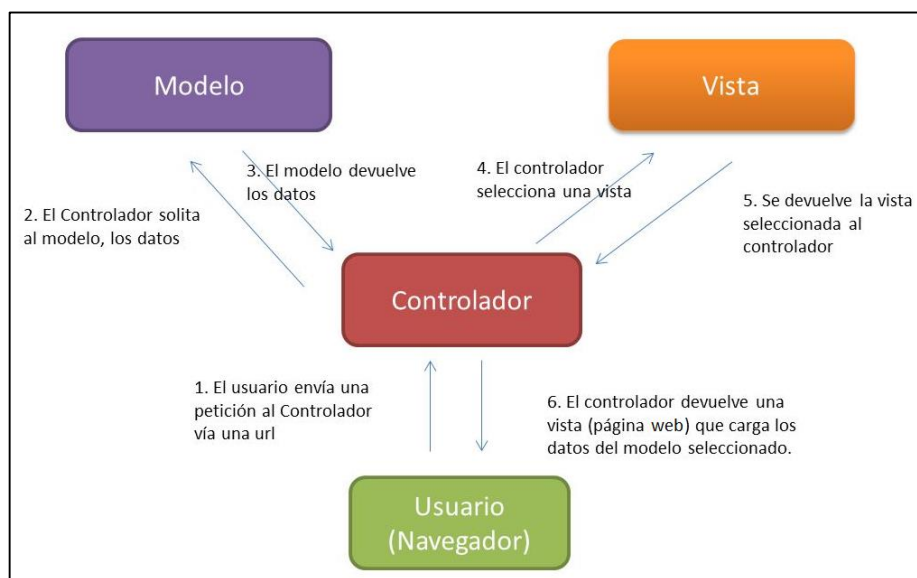 Modelo
Vista
3. El modelo devuelve
los datos
4. El controlador
selecciona una vista
2. El Controlador solita
al modelo, los datos
5. Se devuelve la vista
seleccionada al
controlador
Controlador
1. El usuario envía una
petición al Controlador
vía una url
6. El controlador devuelve una
vista (página web) que carga los
datos del modelo seleccionado.
Usuario
(Navegador)